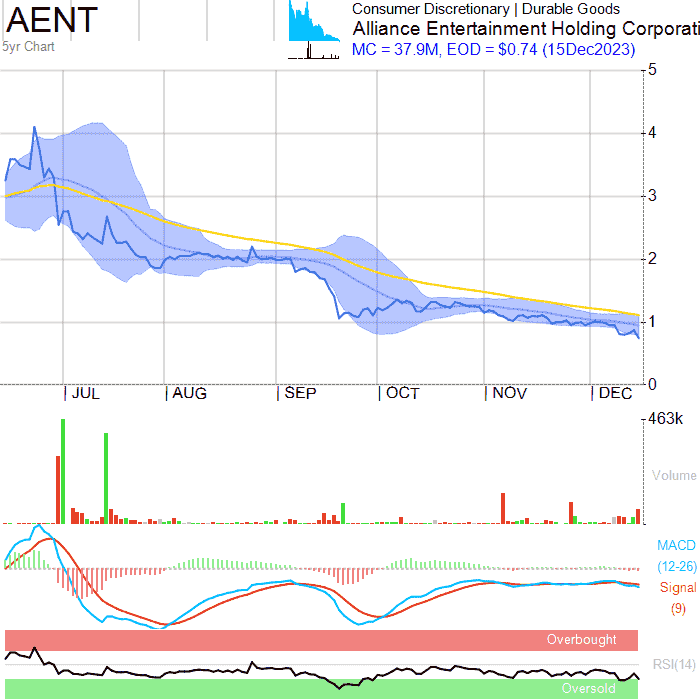 AENT
5yr Chart
Consumer Discretionary | Durable Goods
Alliance Entertainment Holding Corporati
MC = 37.9M, EOD = $0.74 (15Dec2023)
5
4
3
2
1
0
JUL AUG SEP OCT NOV DEC
463k
Volume
MACD
(12-26)
Signal
(9)
Overbought
RSI(14)
Oversold